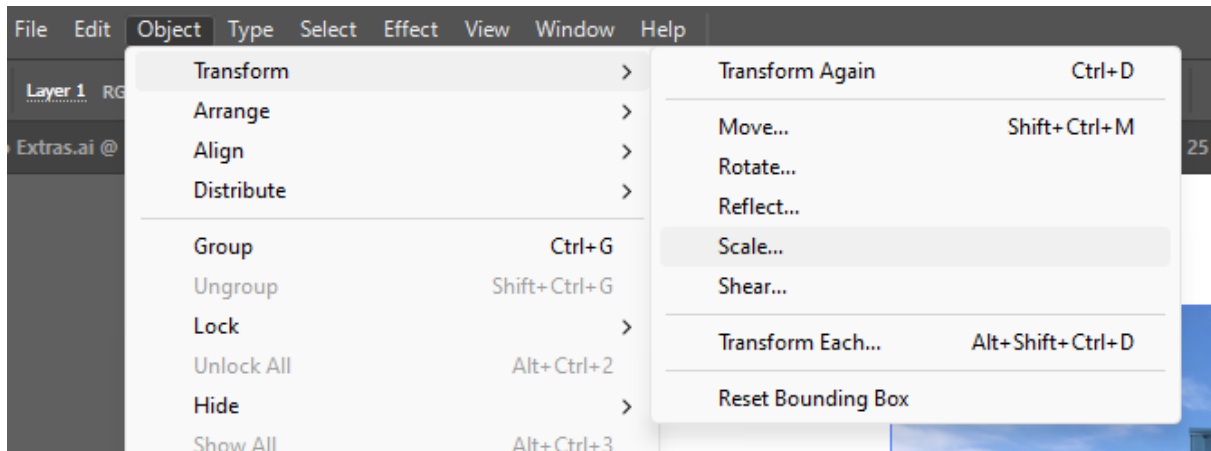 File Edit Object Type Select Effect View Window Help
Layer 1 RG
Extras.ai @
25
Transform
Arrange
Align
Distribute
Group Ctrl+G
Ungroup Shift+Ctrl+G
Lock
Unlock All Alt+Ctrl+2
Hide
Show All Alt+Ctrl+3
Transform Again Ctrl+D
Move... Shift+Ctrl+M
Rotate...
Reflect...
Scale...
Shear...
Transform Each... Alt+Shift+Ctrl+D
Reset Bounding Box